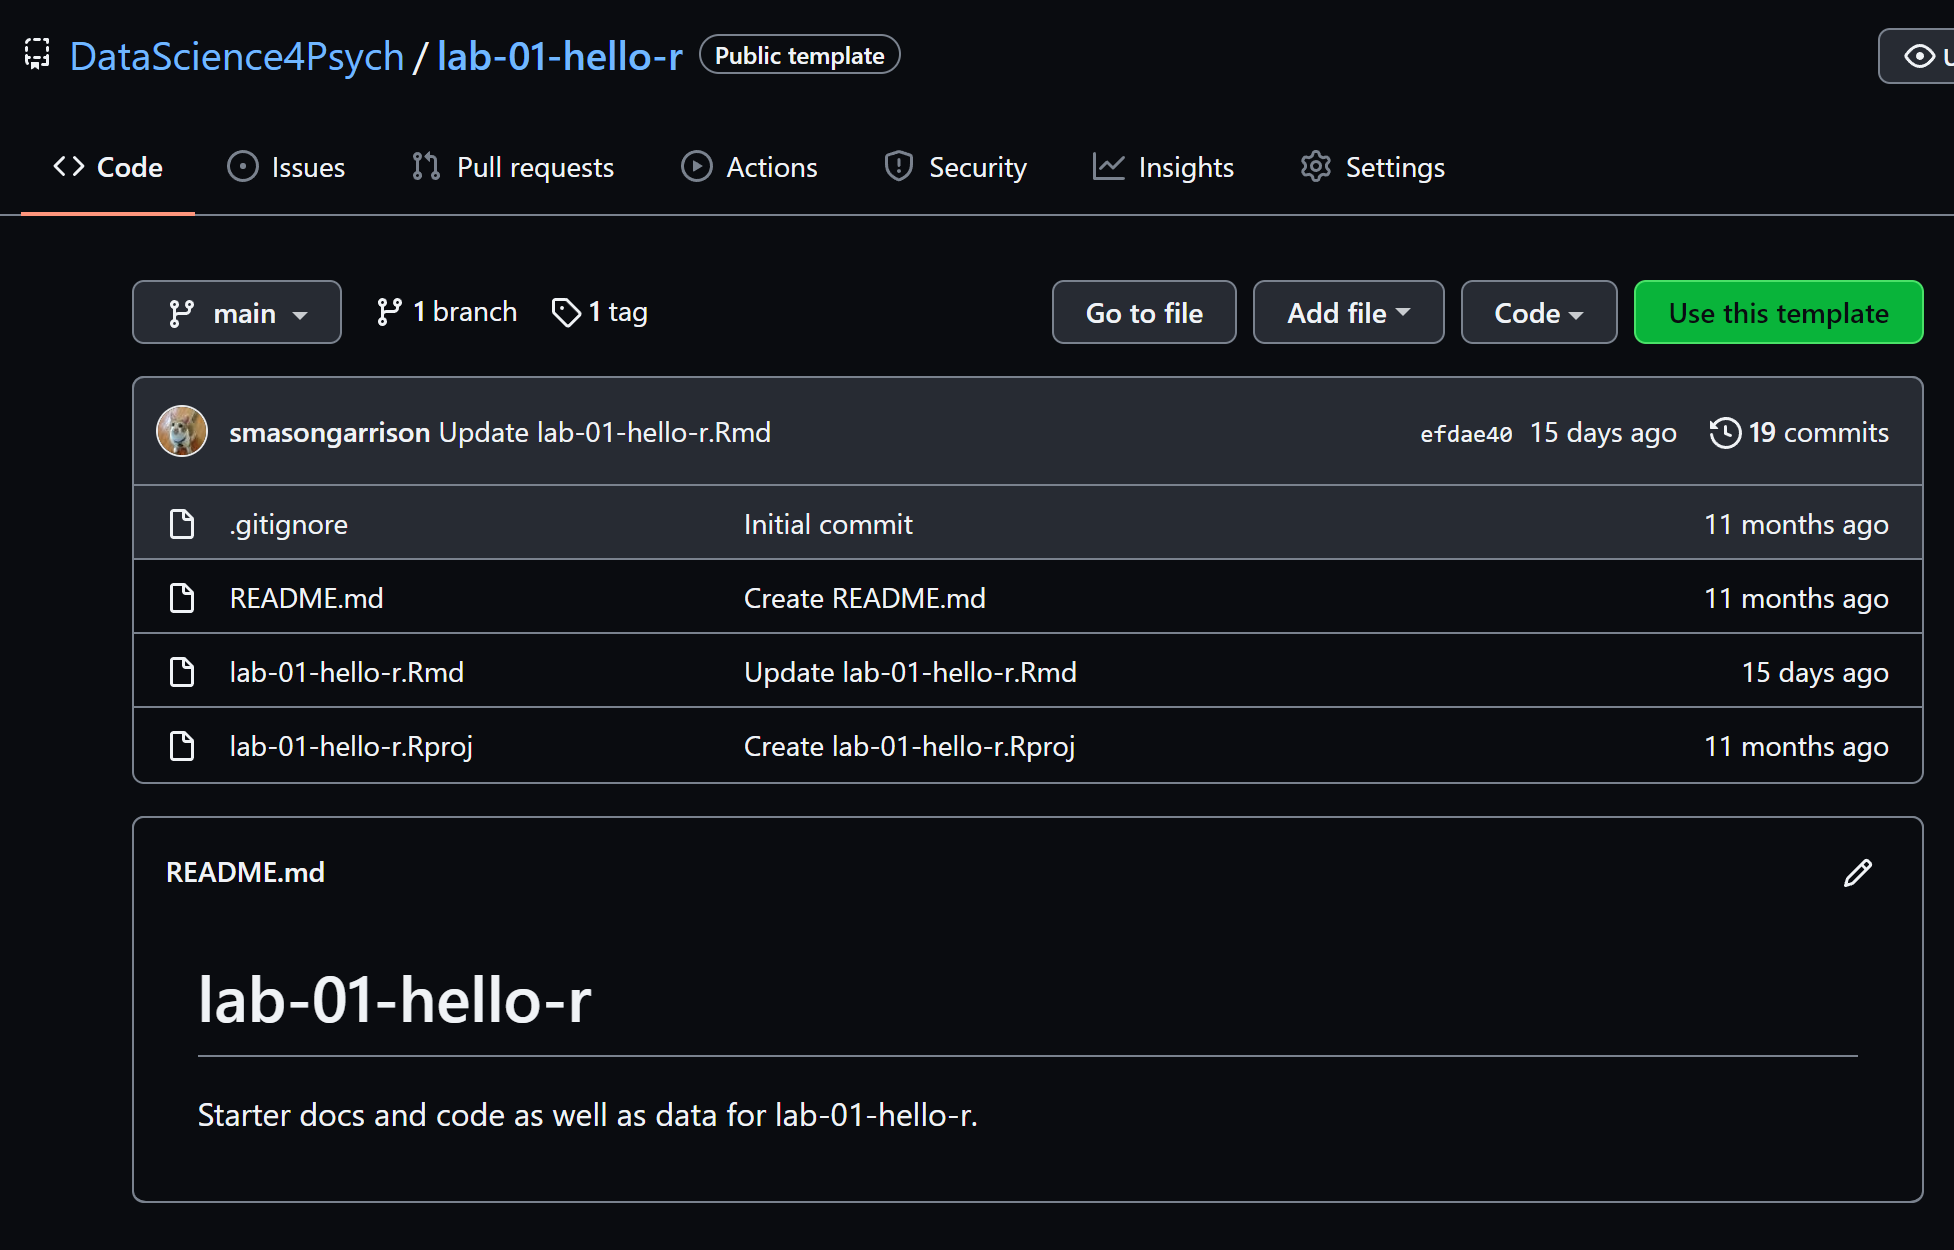 DataScience4Psych / lab-01-hello-r Public template
Code Issues Pull requests Actions Security Insights Settings
main 1 branch 1 tag Go to file Add file Code Use this template
smasongarrison Update lab-01-hello-r.Rmd efdae40 15 days ago 19 commits
.gitignore Initial commit 11 months ago
README.md Create README.md 11 months ago
lab-01-hello-r.Rmd Update lab-01-hello-r.Rmd 15 days ago
lab-01-hello-r.Rproj Create lab-01-hello-r.Rproj 11 months ago
README.md
lab-01-hello-r
Starter docs and code as well as data for lab-01-hello-r.